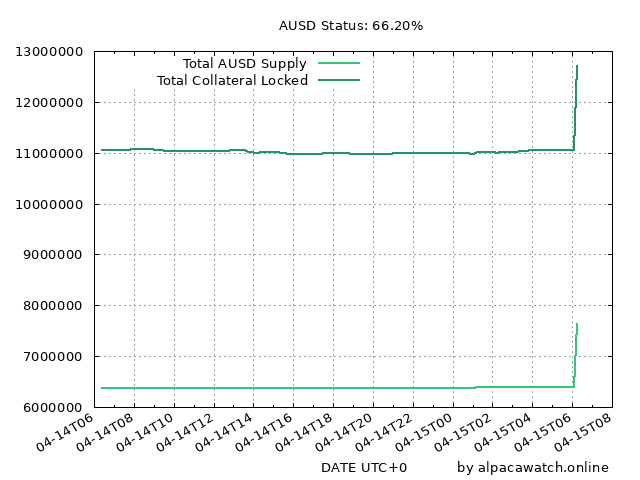 AUSD Status: 66.20%
Total AUSD Supply
Total Collateral Locked
13000000
12000000
11000000
10000000
9000000
8000000
7000000
6000000
04-14T06
04-14T08
04-14T10
04-14T12
04-14T14
04-14T16
04-14T18
04-14T20
04-14T22
04-15T00
04-15T02
04-15T04
04-15T06
04-15T08
DATE UTC+0
by alpacawatch.online